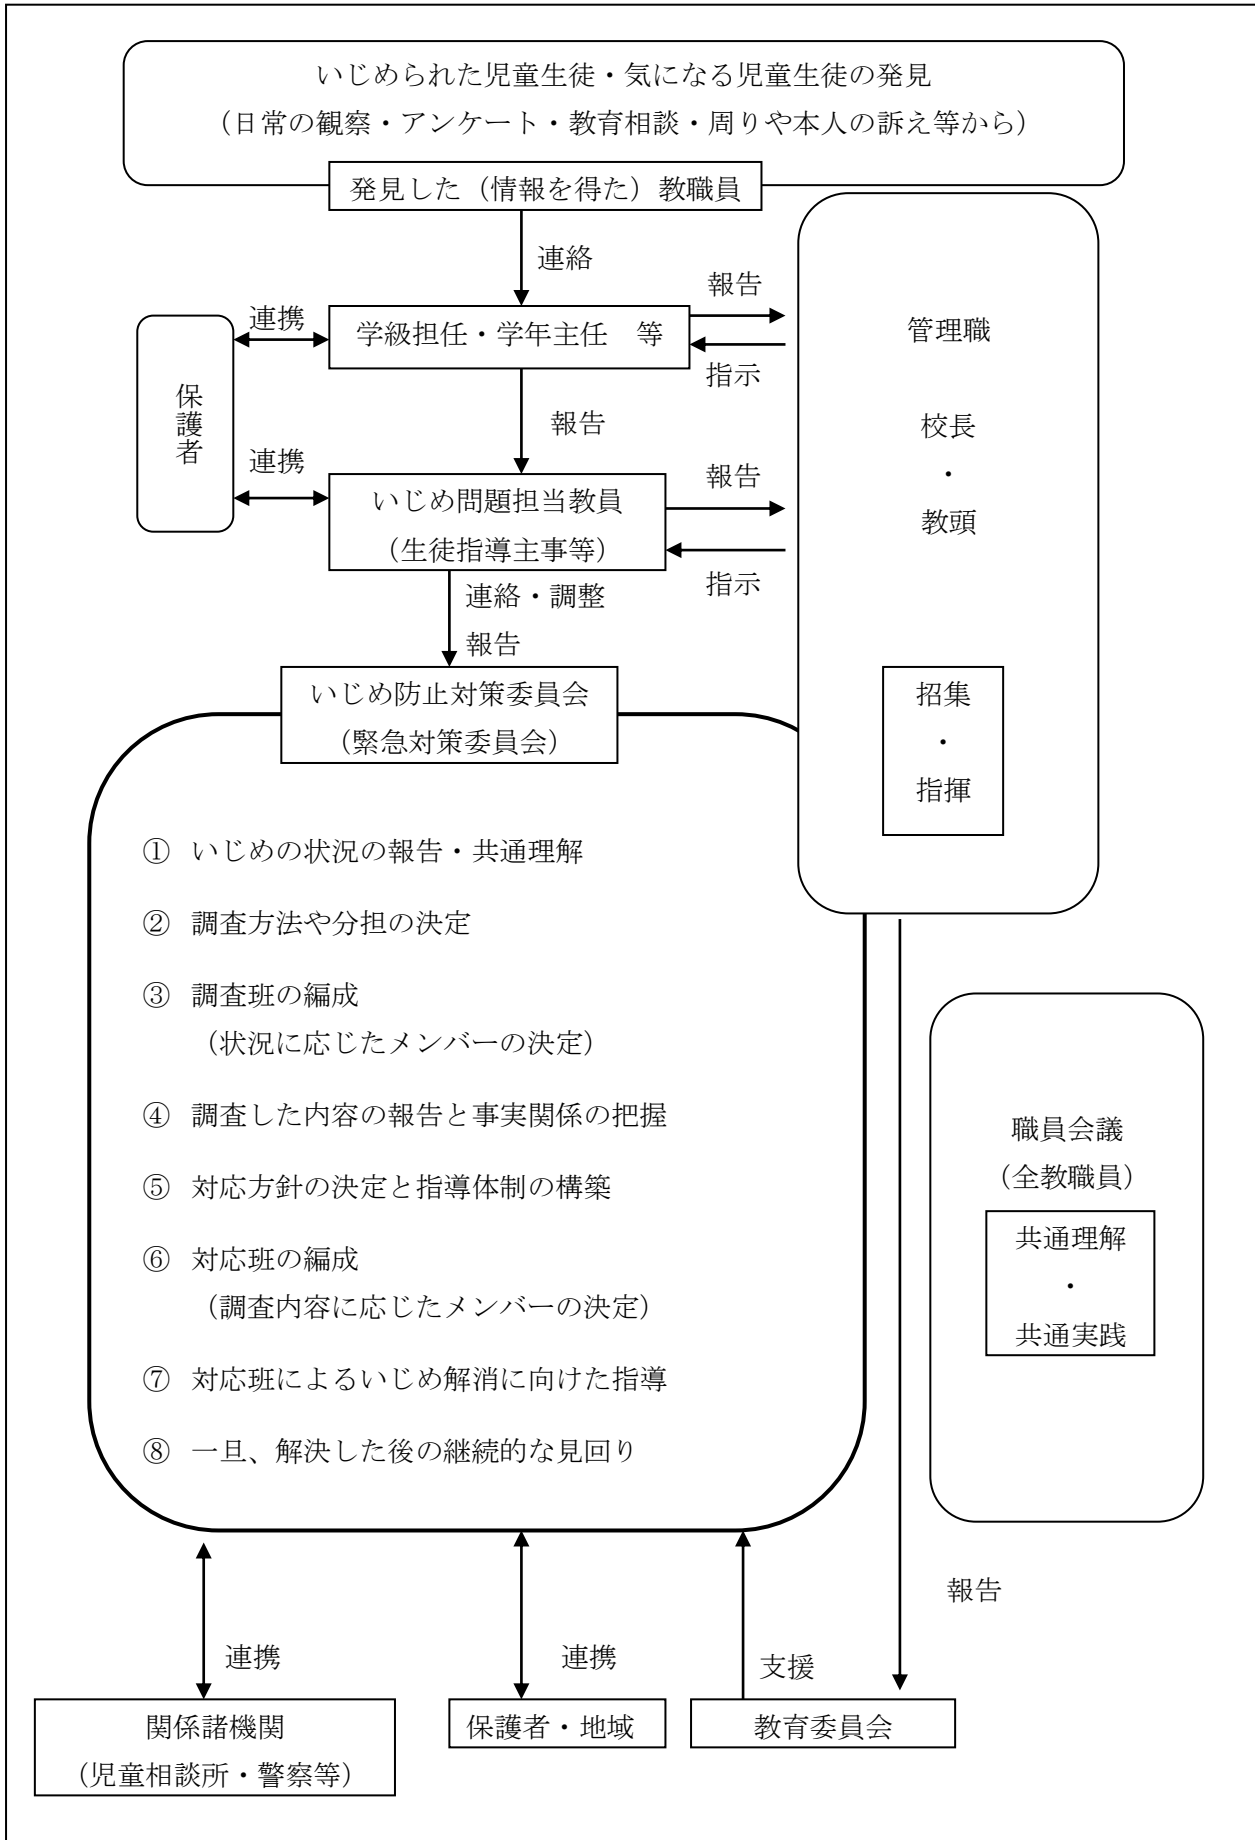 いじめられた児童生徒・気になる児童生徒の発見
（日常の観察・アンケート・教育相談・周りや本人の訴え等から）
発見した（情報を得た）教職員
連絡
報告
連携
学級担任・学年主任　等
指示
管理職
校長
・
教頭
保護者
報告
連携
報告
いじめ問題担当教員
（生徒指導主事等）
指示
連絡・調整
報告
いじめ防止対策委員会
（緊急対策委員会）
招集
・
指揮
① いじめの状況の報告・共通理解
② 調査方法や分担の決定
③ 調査班の編成
（状況に応じたメンバーの決定）
④ 調査した内容の報告と事実関係の把握
⑤ 対応方針の決定と指導体制の構築
⑥ 対応班の編成
（調査内容に応じたメンバーの決定）
⑦ 対応班によるいじめ解消に向けた指導
⑧ 一旦、解決した後の継続的な見回り
職員会議
（全教職員）
共通理解
・
共通実践
報告
連携
連携
支援
関係諸機関
（児童相談所・警察等）
保護者・地域
教育委員会